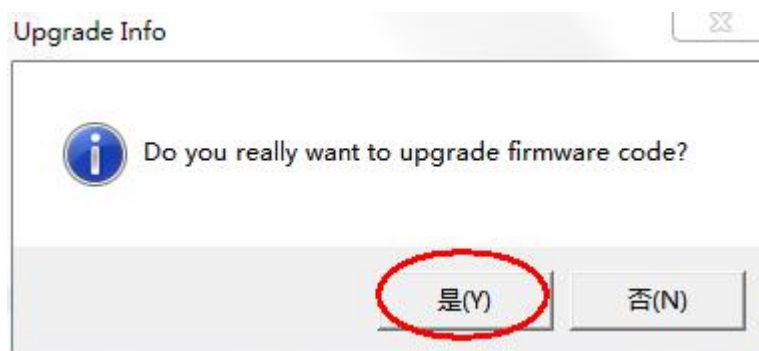 Upgrade Info
Do you really want to upgrade firmware code?
是(Y)
否(N)